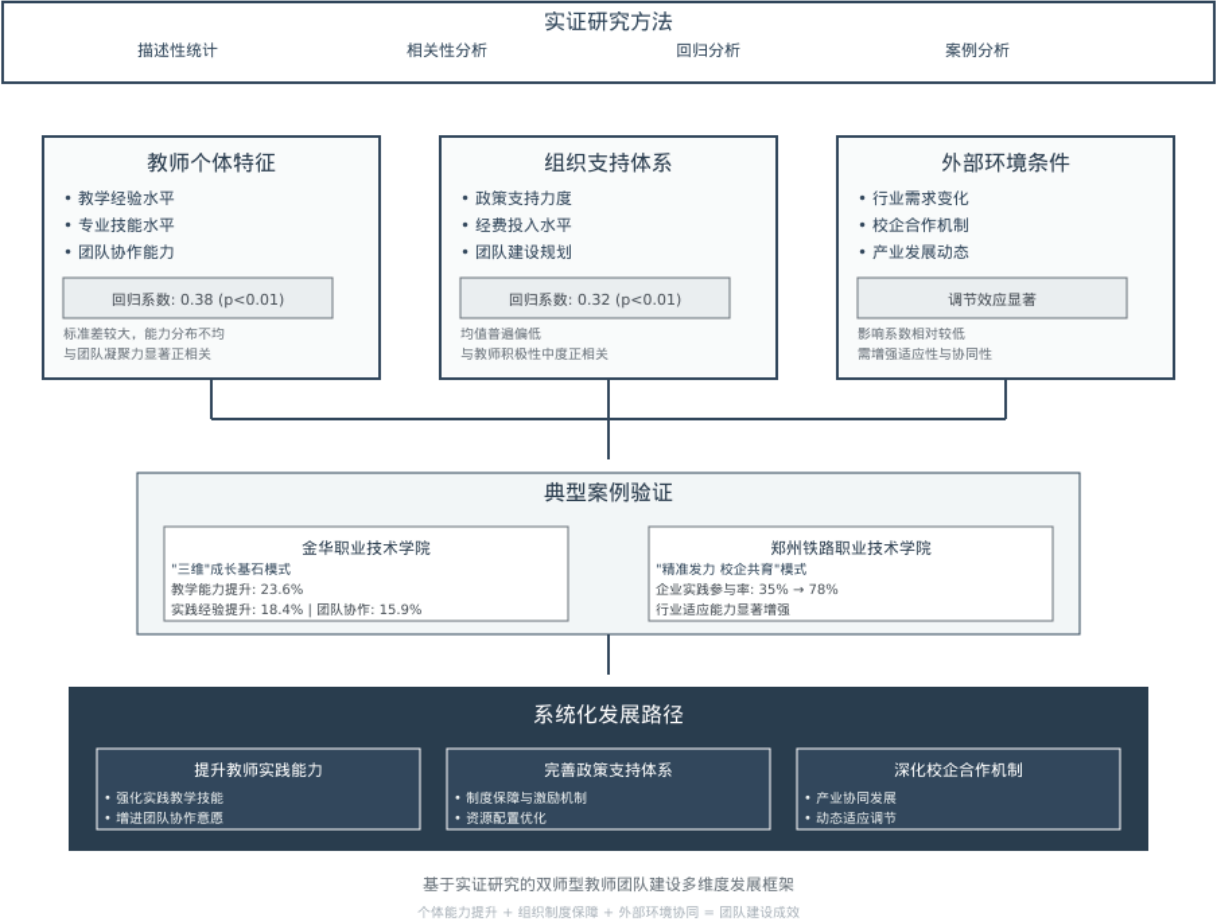 实证研究方法
描述性统计 相关性分析 回归分析 案例分析
教师个体特征
• 教学经验水平
• 专业技能水平
• 团队协作能力
回归系数: 0.38 (p<0.01)
标准差较大，能力分布不均
与团队凝聚力显著正相关
组织支持体系
• 政策支持力度
• 经费投入水平
• 团队建设规划
回归系数: 0.32 (p<0.01)
均值普遍偏低
与教师积极性中度正相关
外部环境条件
• 行业需求变化
• 校企合作机制
• 产业发展动态
调节效应显著
影响系数相对较低
需增强适应性与协同性
典型案例验证
金华职业技术学院
"三维"成长基石模式
教学能力提升: 23.6%
实践经验提升: 18.4% | 团队协作: 15.9%
郑州铁路职业技术学院
"精准发力 校企共育"模式
企业实践参与率: 35% → 78%
行业适应能力显著增强
系统化发展路径
提升教师实践能力
• 强化实践教学技能
• 增进团队协作意愿
完善政策支持体系
• 制度保障与激励机制
• 资源配置优化
深化校企合作机制
• 产业协同发展
• 动态适应调节
基于实证研究的双师型教师团队建设多维度发展框架
个体能力提升 + 组织制度保障 + 外部环境协同 = 团队建设成效